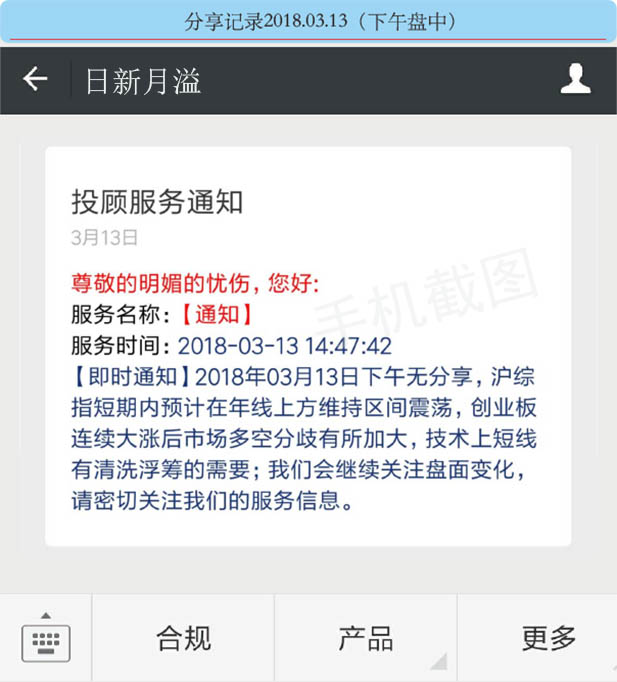 分享记录2018.03.13（下午盘中）
日新月溢
投顾服务通知
3月13日
尊敬的明媚的忧伤，您好:
服务名称：【通知】
服务时间: 2018-03-13 14:47:42
【即时通知】2018年03月13日下午无分享，沪综
指短期内预计在年线上方维持区间震荡，创业板
连续大涨后市场多空分歧有所加大，技术上短线
有清洗浮筹的需要；我们会继续关注盘面变化，
请密切关注我们的服务信息。
手机截图
合规
产品
更多